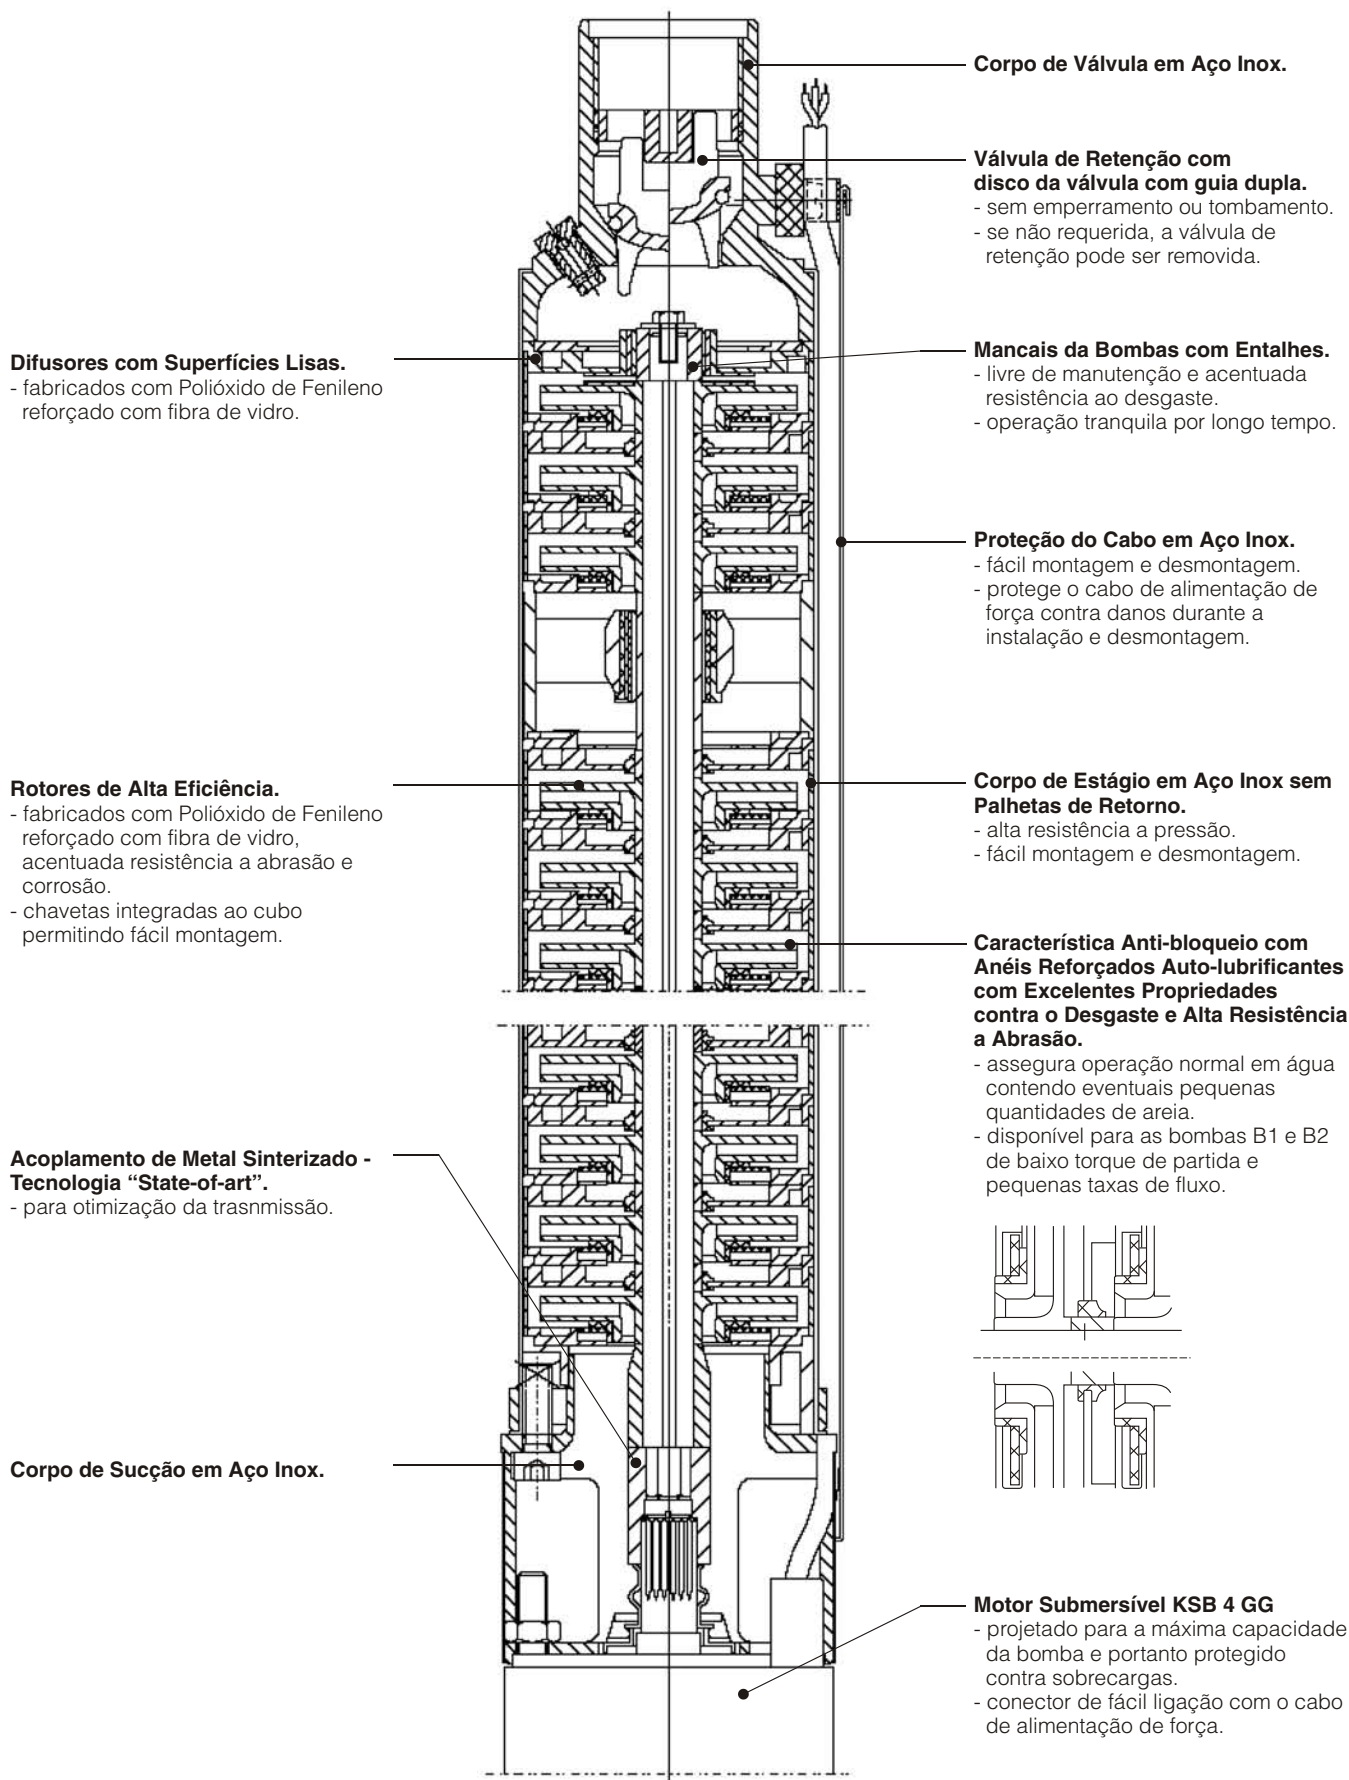 Corpo de Válvula em Aço Inox.
Válvula de Retenção com
disco da válvula com guia dupla.
- sem emperramento ou tombamento.
- se não requerida, a válvula de
retenção pode ser removida.
Difusores com Superfícies Lisas.
- fabricados com Polióxido de Fenileno
reforçado com fibra de vidro.
Mancais da Bombas com Entalhes.
- livre de manutenção e acentuada
resistência ao desgaste.
- operação tranquila por longo tempo.
Proteção do Cabo em Aço Inox.
- fácil montagem e desmontagem.
- protege o cabo de alimentação de
força contra danos durante a
instalação e desmontagem.
Rotores de Alta Eficiência.
- fabricados com Polióxido de Fenileno
reforçado com fibra de vidro,
acentuada resistência a abrasão e
corrosão.
- chavetas integradas ao cubo
permitindo fácil montagem.
Corpo de Estágio em Aço Inox sem
Palhetas de Retorno.
- alta resistência a pressão.
- fácil montagem e desmontagem.
Característica Anti-bloqueio com
Anéis Reforçados Auto-lubrificantes
com Excelentes Propriedades
contra o Desgaste e Alta Resistência
a Abrasão.
- assegura operação normal em água
contendo eventuais pequenas
quantidades de areia.
- disponível para as bombas B1 e B2
de baixo torque de partida e
pequenas taxas de fluxo.
Acoplamento de Metal Sinterizado -
Tecnologia “State-of-art”.
- para otimização da trasnmissão.
Corpo de Sucção em Aço Inox.
Motor Submersível KSB 4 GG
- projetado para a máxima capacidade
da bomba e portanto protegido
contra sobrecargas.
- conector de fácil ligação com o cabo
de alimentação de força.